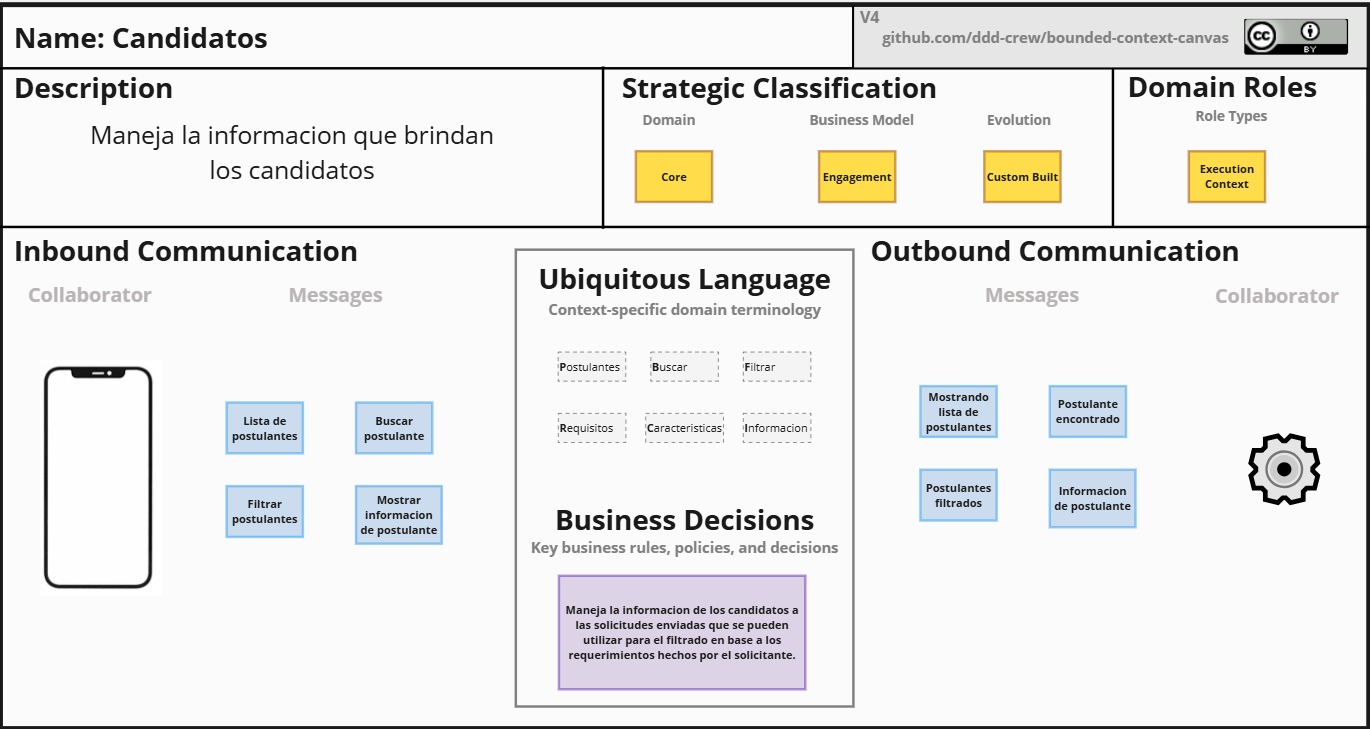 Name: Candidatos
V4
github.com/ddd-crew/bounded-context-canvas
cc
BY
Description
Maneja la informacion que brindan
los candidatos
Strategic Classification
Domain
Business Model
Evolution
Core
Engagement
Custom Built
Domain Roles
Role Types
Execution
Context
Inbound Communication
Collaborator
Messages
Lista de
postulantes
Buscar
postulante
Filtrar
postulantes
Mostrar
informacion
de postulante
Ubiquitous Language
Context-specific domain terminology
Postulantes
Buscar
Filtrar
Requisitos
Caracteristicas
Informacion
Business Decisions
Key business rules, policies, and decisions
Maneja la informacion de los candidatos a
las solicitudes enviadas que se pueden
utilizar para el filtrado en base a los
requerimientos hechos por el solicitante.
Outbound Communication
Messages
Collaborator
Mostrando
lista de
postulantes
Postulante
encontrado
Postulantes
filtrados
Informacion
de postulante